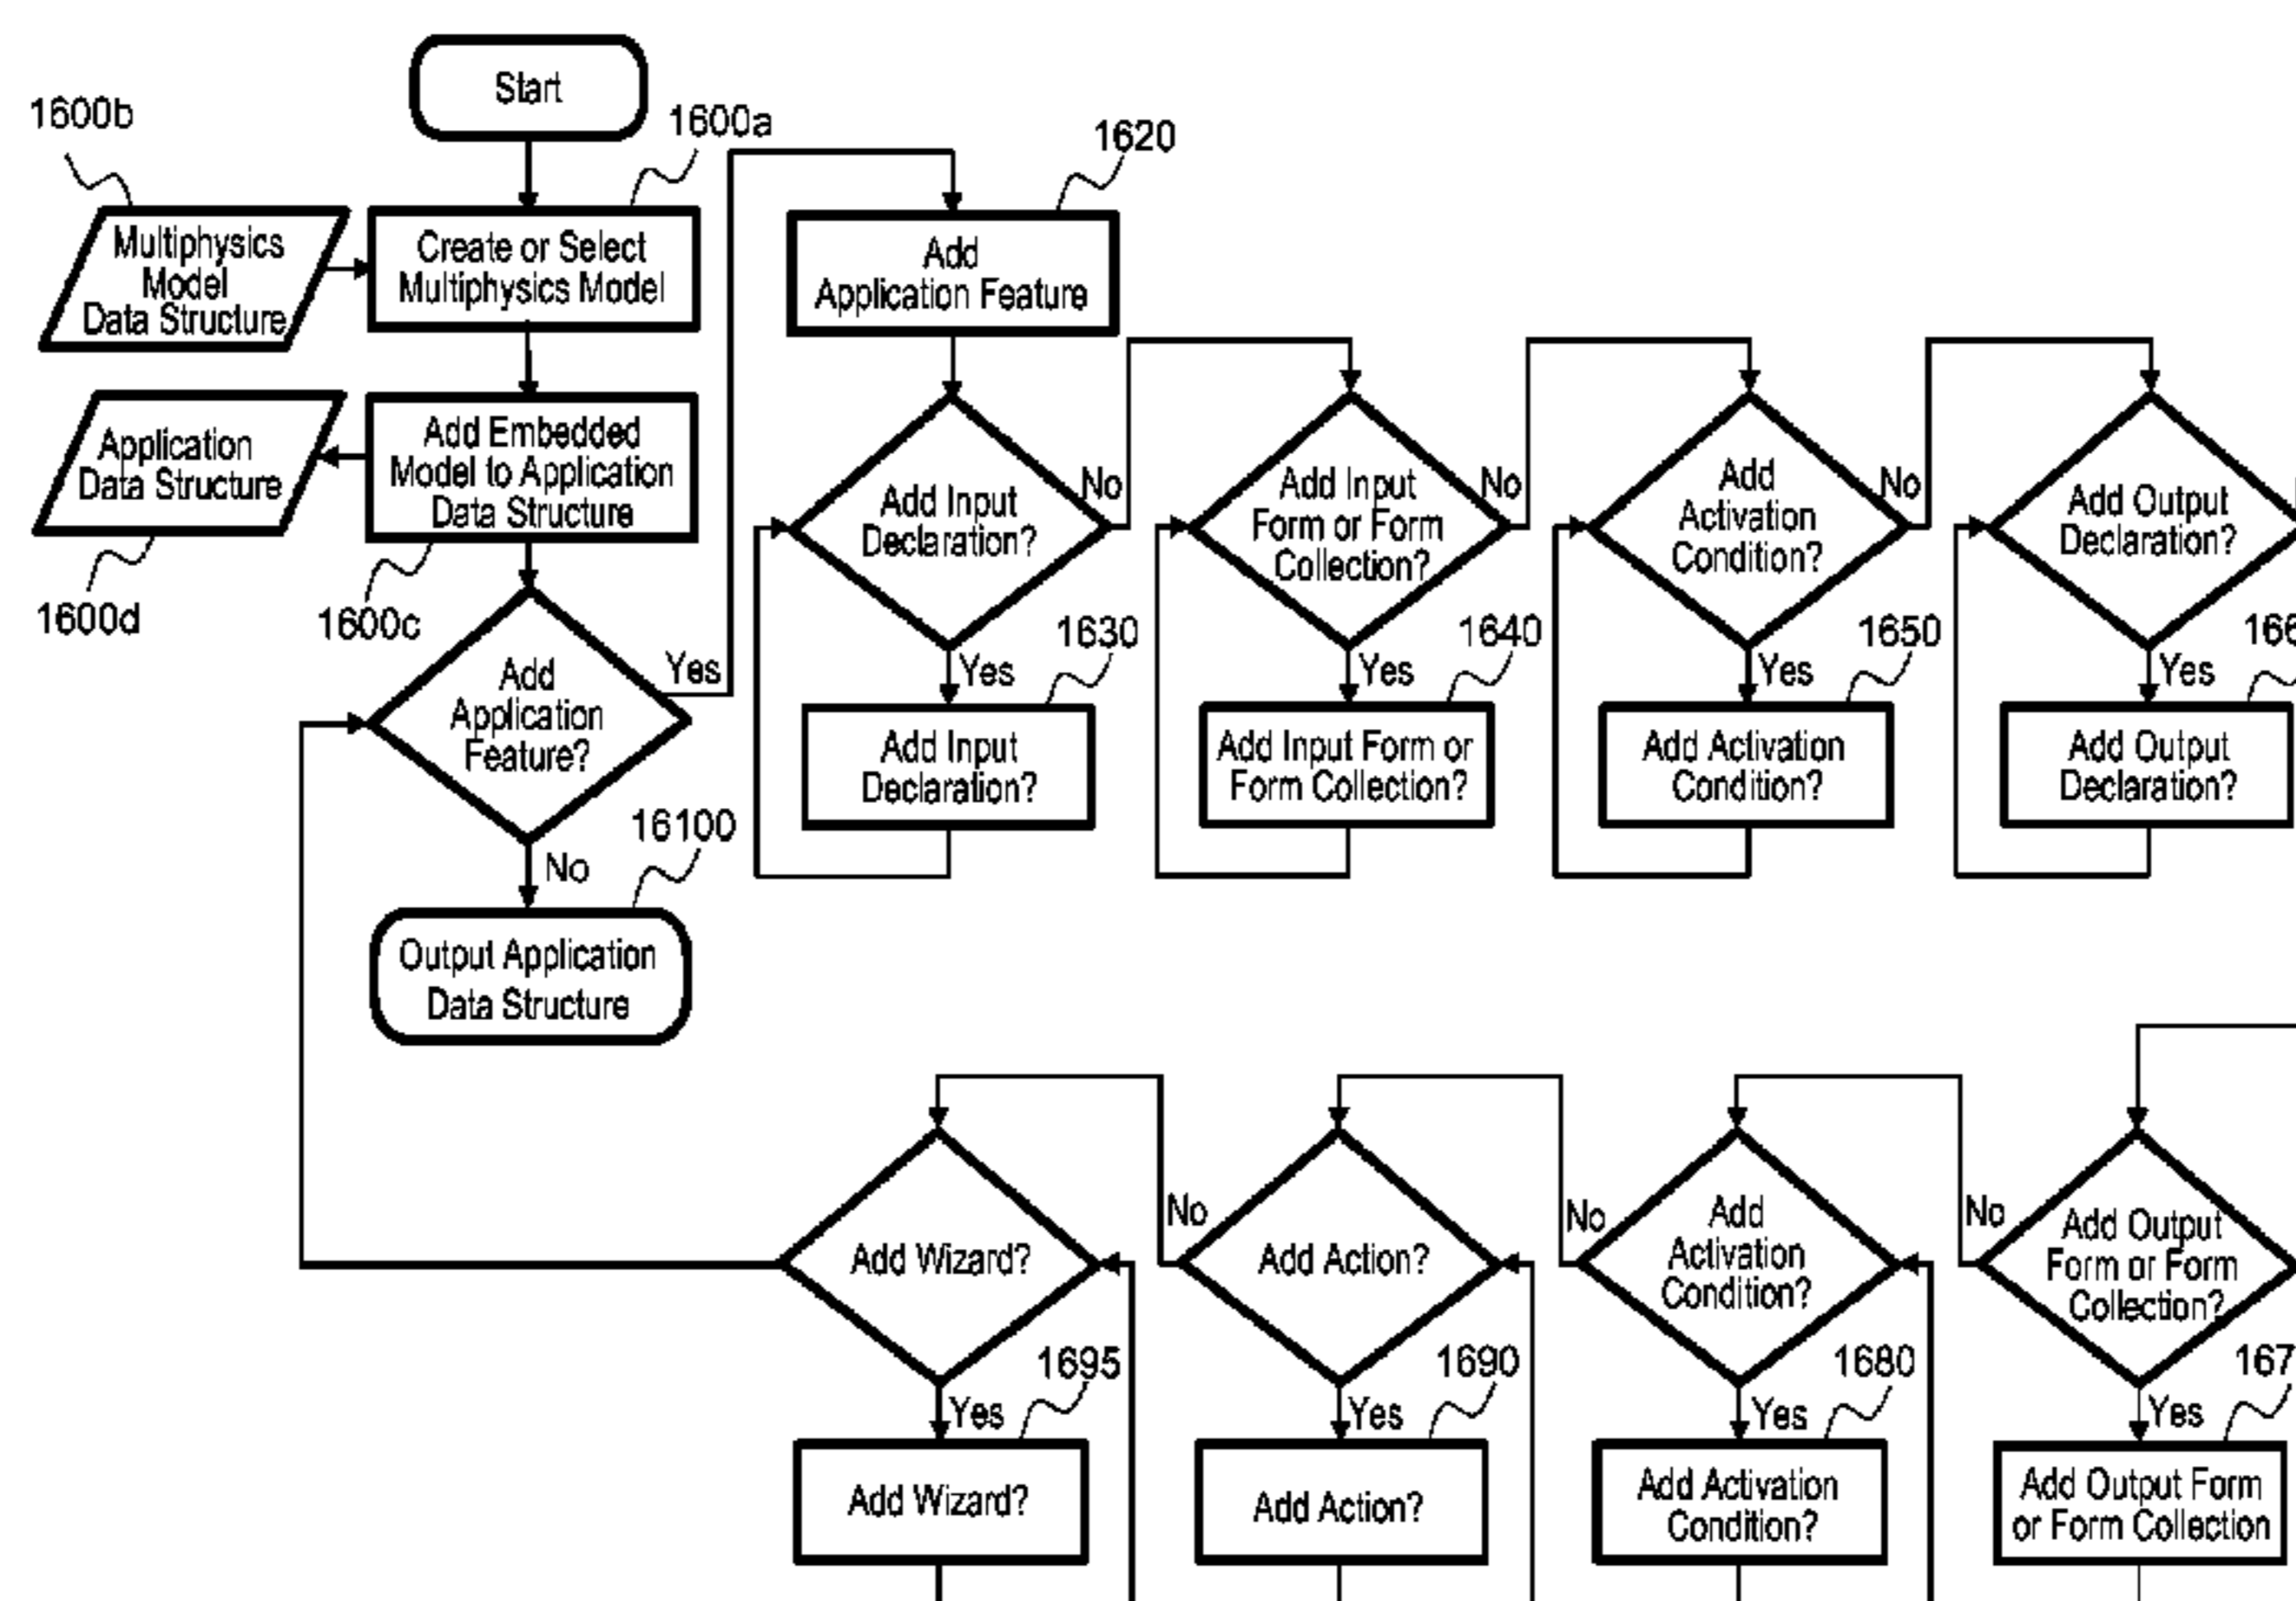 Start
1600b
1600a
1620
Multiphysics
Model
Data Structure
Create or Select
Multiphysics Model
Add
Application Feature
Application
Data Structure
Add Embedded
Model to Application
Data Structure
1600d
1600c
Add Input
Declaration?
No
Add Input
Form or Form
Collection?
No
Add
Activation
Condition?
No
Add Output
Declaration?
Add
Application
Feature?
Yes
Yes
1630
Yes
1640
Yes
1650
Yes
166
Add Input
Declaration?
Add Input Form or
Form Collection?
Add Activation
Condition?
Add Output
Declaration?
No
16100
Output Application
Data Structure
Add Wizard?
No
Add Action?
No
Add
Activation
Condition?
No
Add Output
Form or Form
Collection?
Yes
1695
Yes
1690
Yes
1680
Yes
167
Add Wizard?
Add Action?
Add Activation
Condition?
Add Output Form
or Form Collection